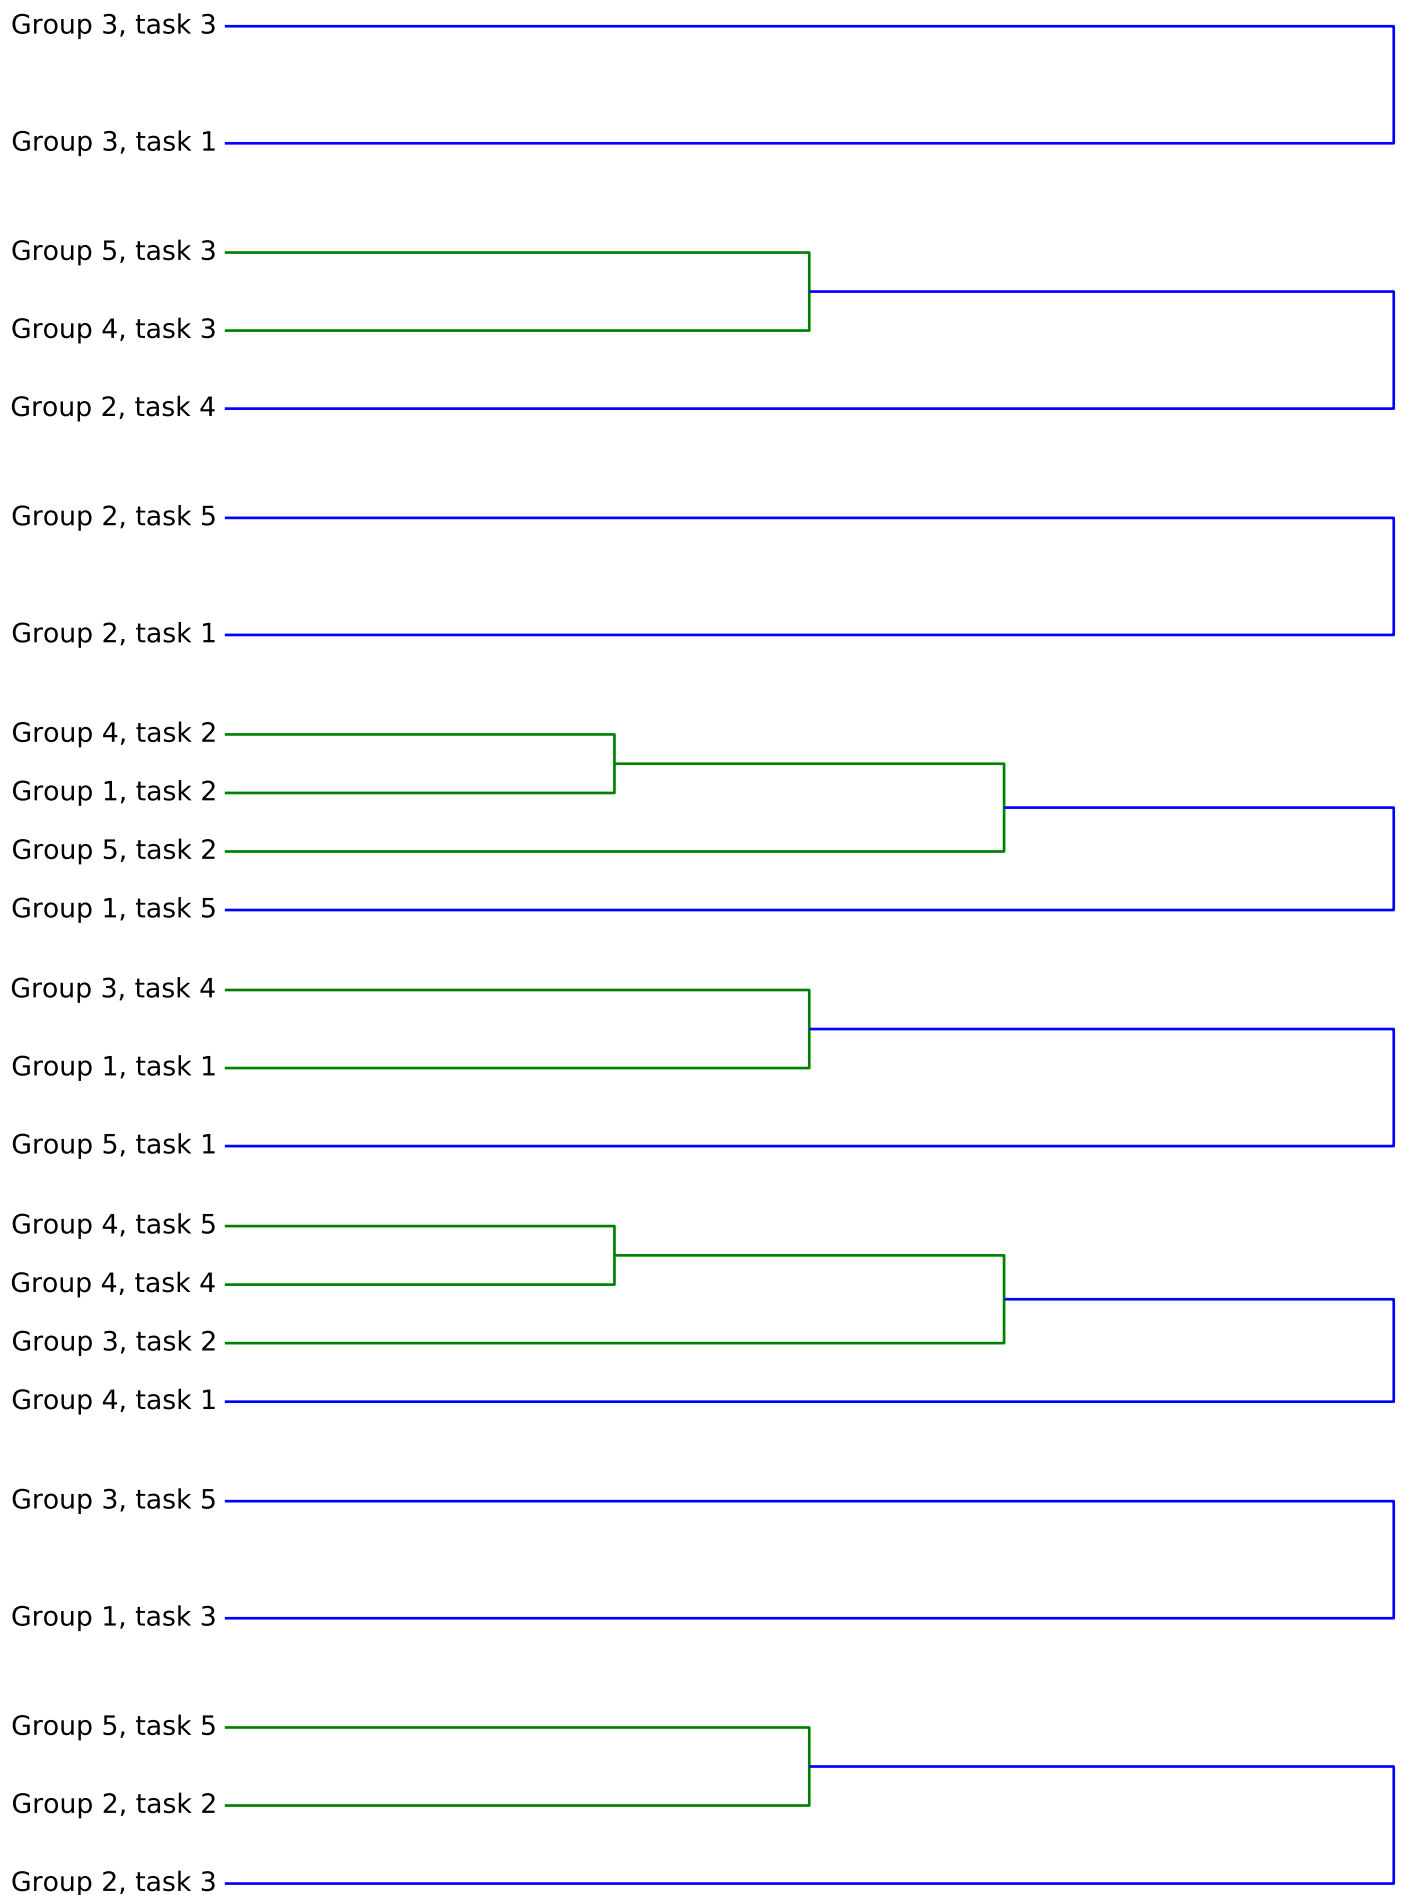 Group 3, task 3
Group 3, task 1
Group 5, task 3
Group 4, task 3
Group 2, task 4
Group 2, task 5
Group 2, task 1
Group 4, task 2
Group 1, task 2
Group 5, task 2
Group 1, task 5
Group 3, task 4
Group 1, task 1
Group 5, task 1
Group 4, task 5
Group 4, task 4
Group 3, task 2
Group 4, task 1
Group 3, task 5
Group 1, task 3
Group 5, task 5
Group 2, task 2
Group 2, task 3